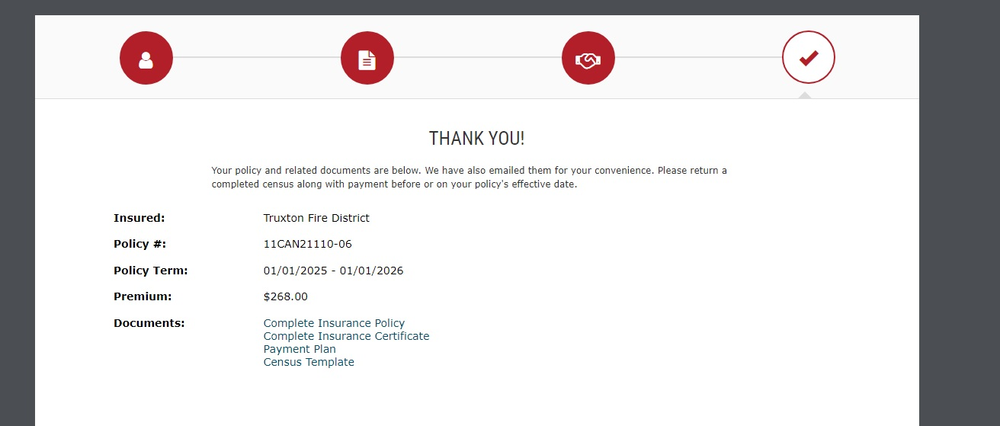 THANK YOU!
Your policy and related documents are below. We have also emailed them for your convenience. Please return a
completed census along with payment before or on your policy's effective date.
Insured: Truxton Fire District
Policy #: 11CAN21110-06
Policy Term: 01/01/2025 - 01/01/2026
Premium: $268.00
Documents: Complete Insurance Policy
Complete Insurance Certificate
Payment Plan
Census Template